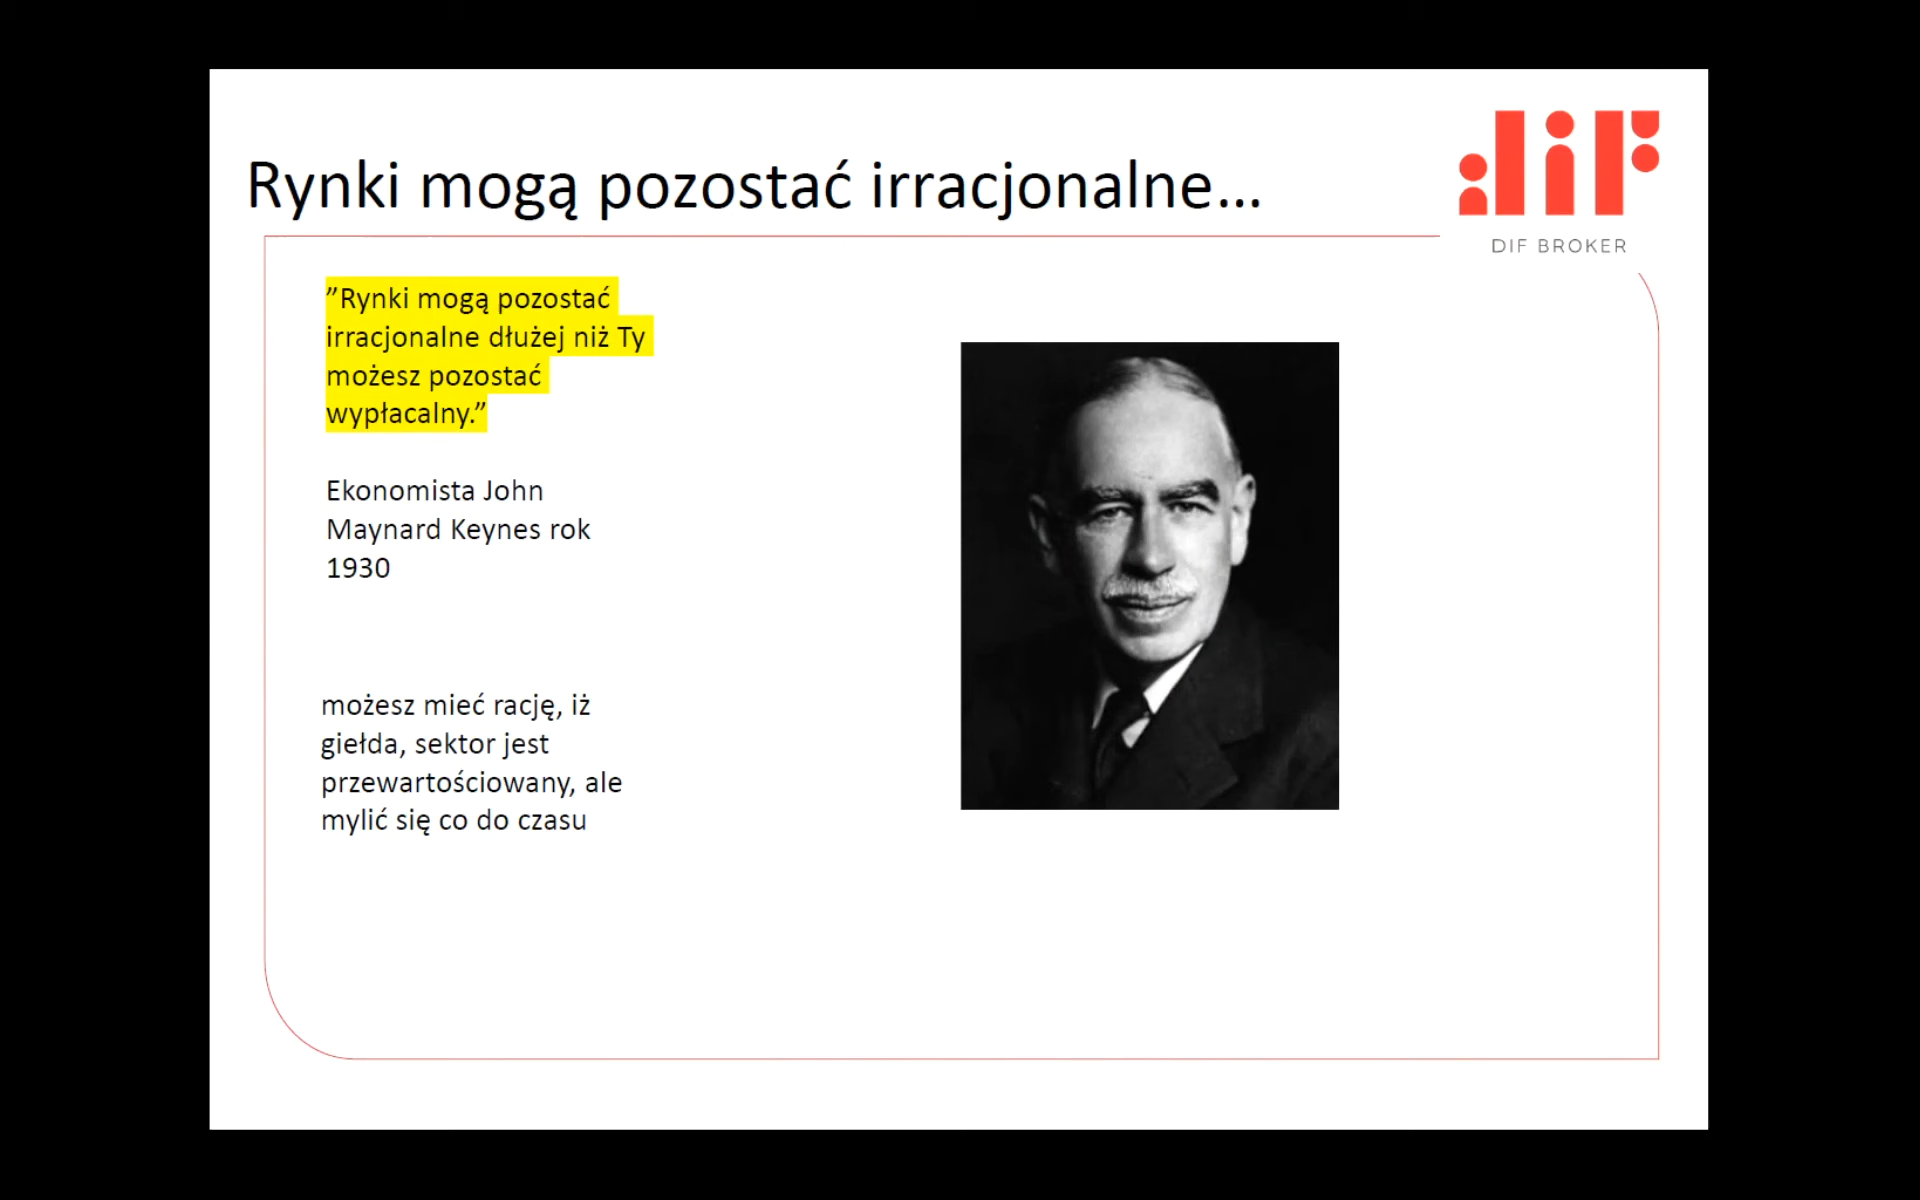 Rynki mogą pozostać irracjonalne...
dif
DIF BROKER
”Rynki mogą pozostać
irracjonalne dłużej niż Ty
możesz pozostać
wypłacalny.”
Ekonomista John
Maynard Keynes rok
1930
możesz mieć rację, iż
giełda, sektor jest
przewartościowany, ale
mylić się co do czasu